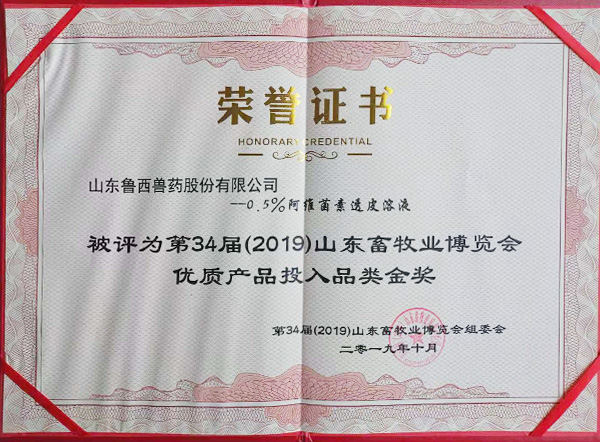 荣誉证书
HONORARY CREDENTIAL
山东鲁西兽药股份有限公司
--0.5%阿维菌素透皮溶液
被评为第34届(2019)山东畜牧业博览会
优质产品投入品类金奖
第34届(2019)山东畜牧业博览会组委会
二零一九年十月